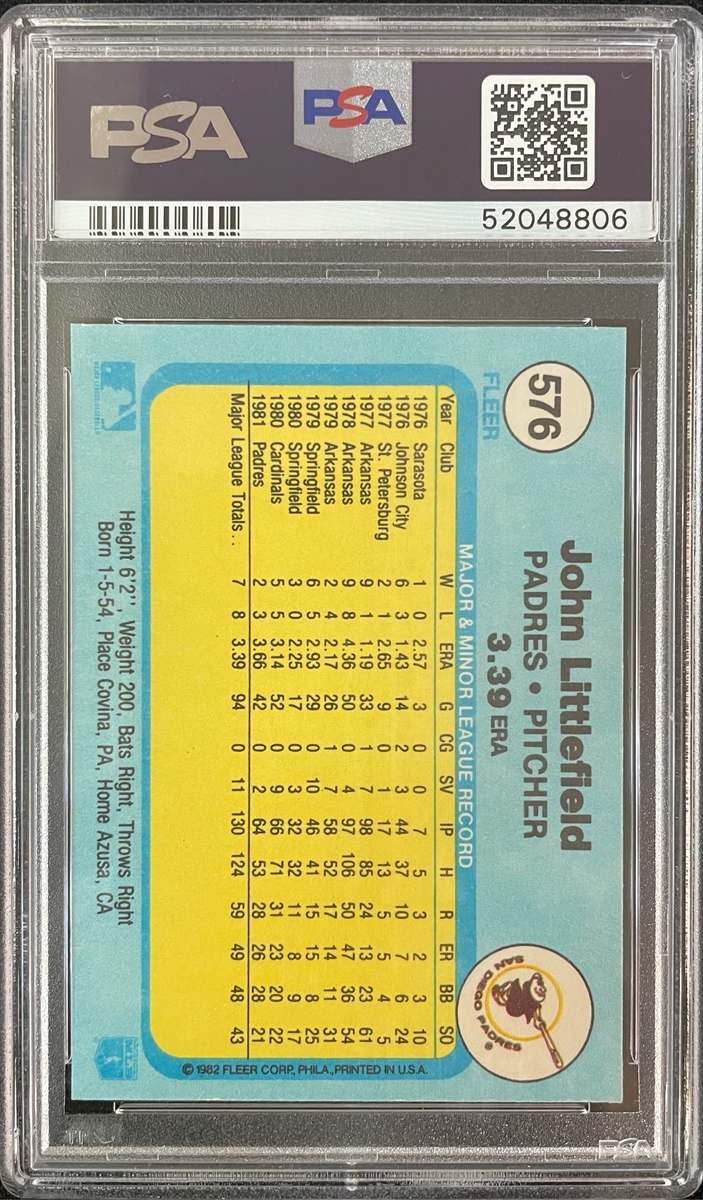 PSA
PSA
52048806
576
FLEER
John Littlefield
PADRES • PITCHER
3.39 ERA
SAN DIEGO PADRES ®
MAJOR & MINOR LEAGUE RECORD
Year Club W L ERA G CG SV IP H R ER BB SO
1976 Sarasota 1 0 2.57 3 0 0 7 5 3 2 3 10
1976 Johnson City 6 3 1.43 14 2 3 44 37 10 7 6 24
1977 St. Petersburg 2 1 2.65 9 0 1 17 13 5 5 4 5
1977 Arkansas 9 1 1.19 33 1 7 98 85 24 13 23 61
1978 Arkansas 9 8 4.36 50 0 4 97 106 50 47 36 54
1979 Arkansas 2 4 2.17 26 1 7 58 52 17 14 11 31
1979 Springfield 6 5 2.93 29 0 10 46 41 15 15 8 25
1980 Springfield 3 0 2.25 17 0 3 32 32 11 8 9 17
1980 Cardinals 5 5 3.14 52 0 9 66 71 31 23 20 22
1981 Padres 2 3 3.66 42 0 2 64 53 28 26 28 21
Major League Totals . . 7 8 3.39 94 0 11 130 124 59 49 48 43
© 1982 FLEER CORP., PHILA., PRINTED IN U.S.A.
Height 6'2'', Weight 200, Bats Right, Throws Right
Born 1-5-54, Place Covina, PA, Home Azusa, CA
PSA